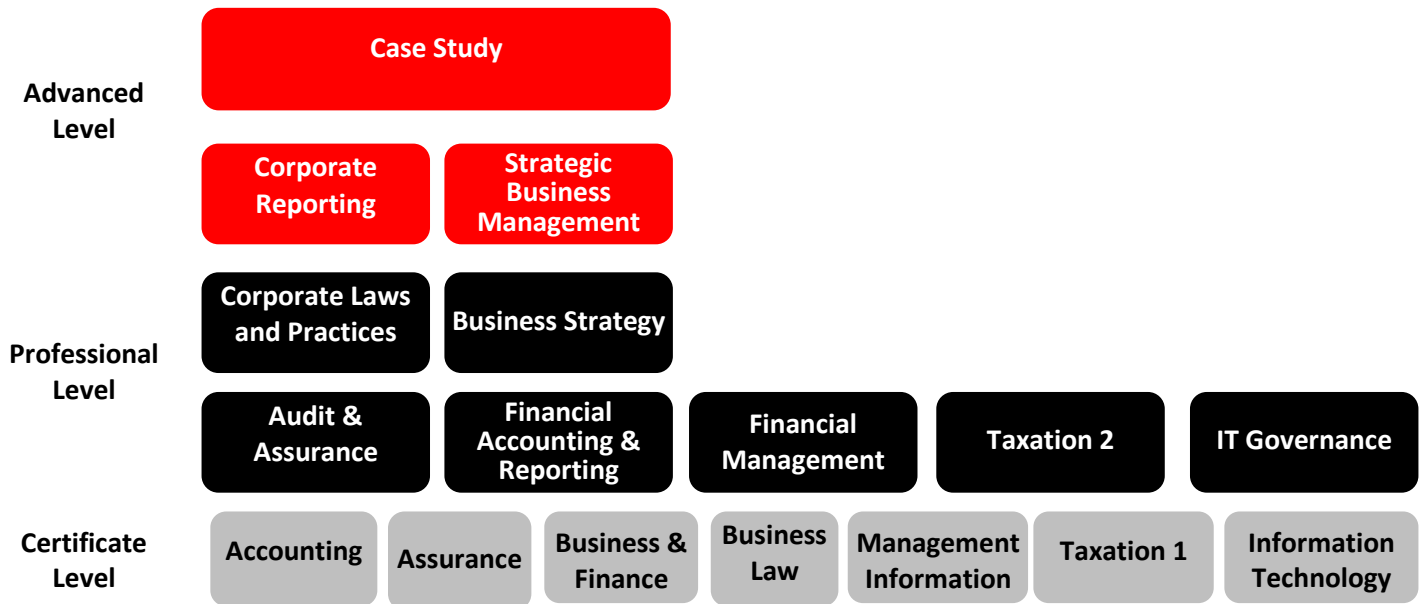 Advanced
Level
Case Study
Corporate
Reporting
Strategic
Business
Management
Professional
Level
Corporate Laws
and Practices
Business Strategy
Audit &
Assurance
Financial
Accounting &
Reporting
Financial
Management
Taxation 2
IT Governance
Certificate
Level
Accounting
Assurance
Business &
Finance
Business
Law
Management
Information
Taxation 1
Information
Technology